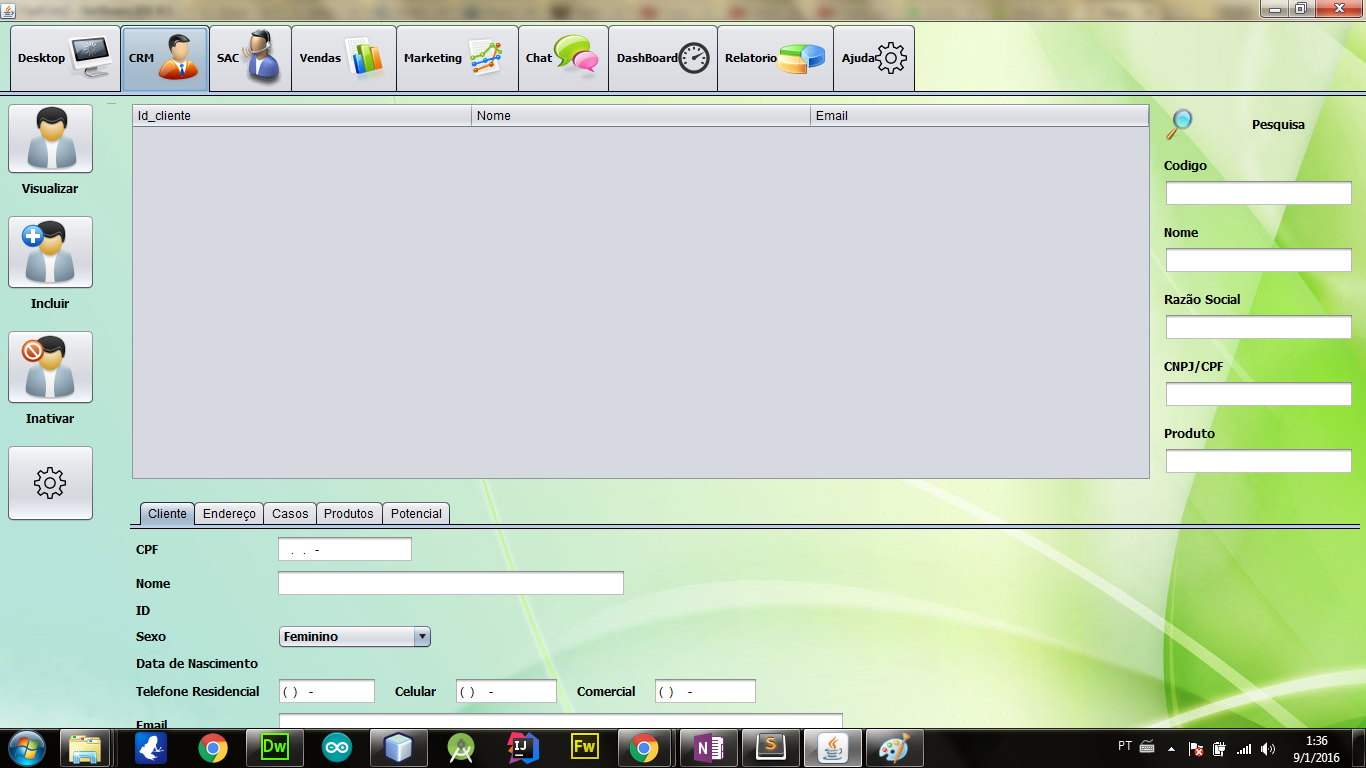 Desktop CRM SAC Vendas Marketing Chat DashBoard Relatorio Ajuda
Visualizar
Incluir
Inativar
Id_cliente Nome Email
Pesquisa
Codigo
Nome
Razão Social
CNPJ/CPF
Produto
Cliente Endereço Casos Produtos Potencial
CPF . . -
Nome
ID
Sexo Feminino
Data de Nascimento
Telefone Residencial ( ) - Celular ( ) - Comercial ( ) -
Email
Dw IJ Fw N S PT 1:36
9/1/2016